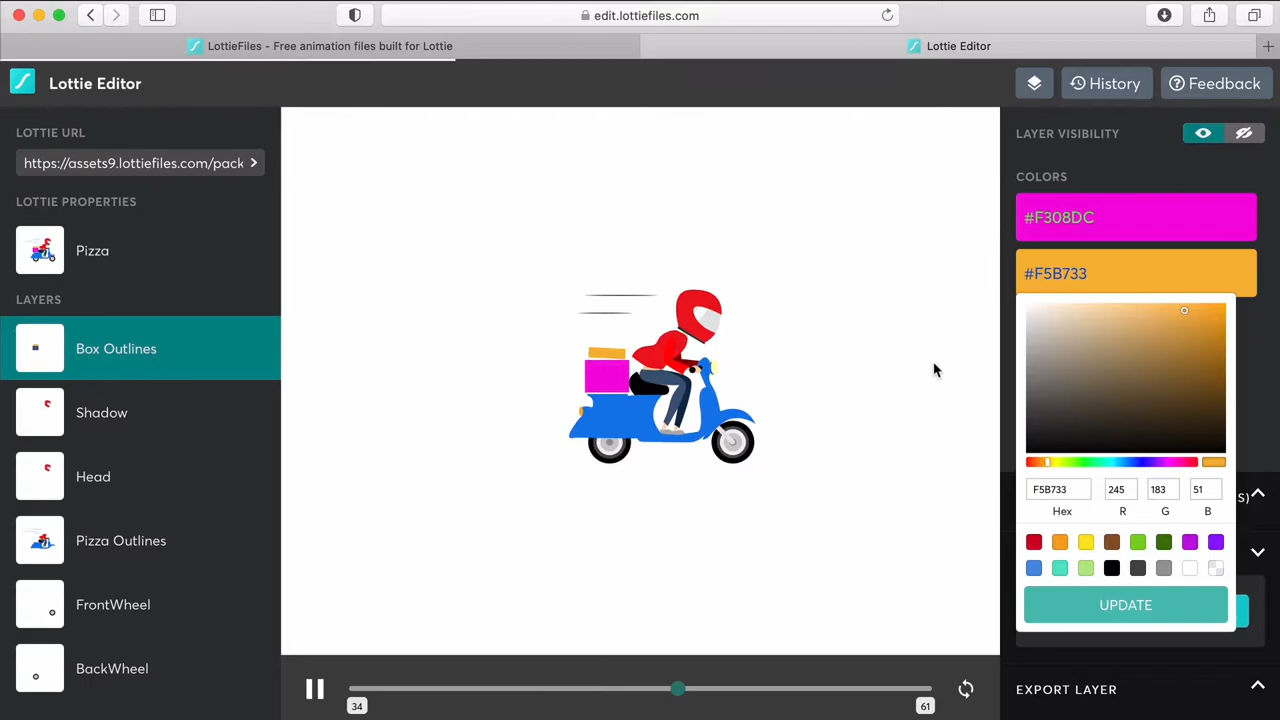 edit.lottiefiles.com
LottieFiles - Free animation files built for Lottie
Lottie Editor
Lottie Editor
History
Feedback
LOTTIE URL
https://assets9.lottiefiles.com/pack
LOTTIE PROPERTIES
Pizza
LAYERS
Box Outlines
Shadow
Head
Pizza Outlines
FrontWheel
BackWheel
34
61
LAYER VISIBILITY
COLORS
#F308DC
#F5B733
F5B733 245 183 51
Hex R G B
S)
UPDATE
EXPORT LAYER